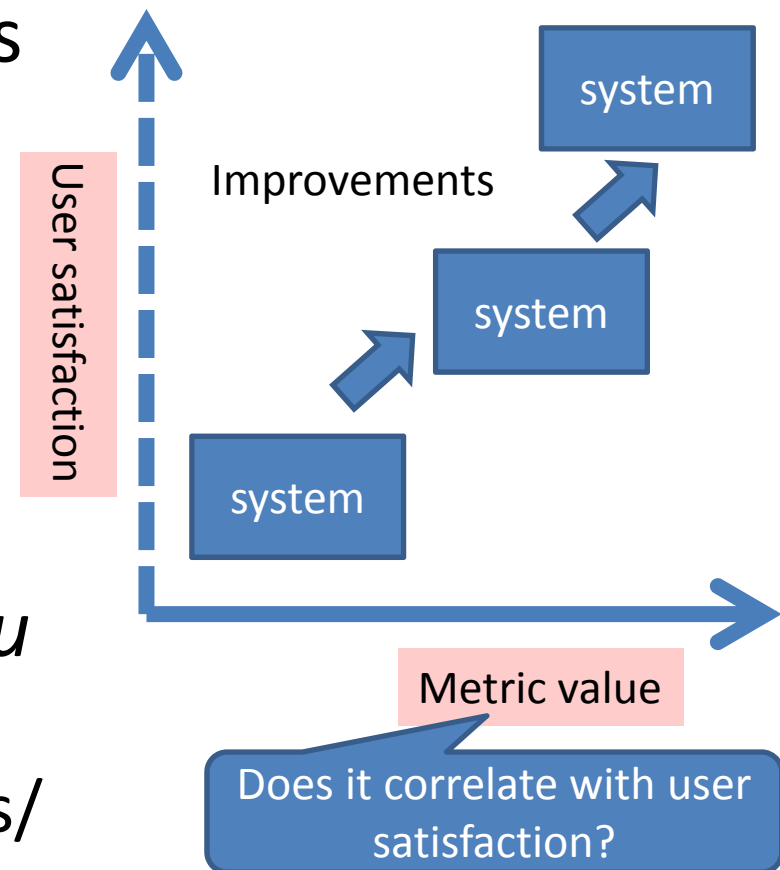 s
system
Improvements
User satisfaction
system
system
u
Metric value
s/
Does it correlate with user
satisfaction?